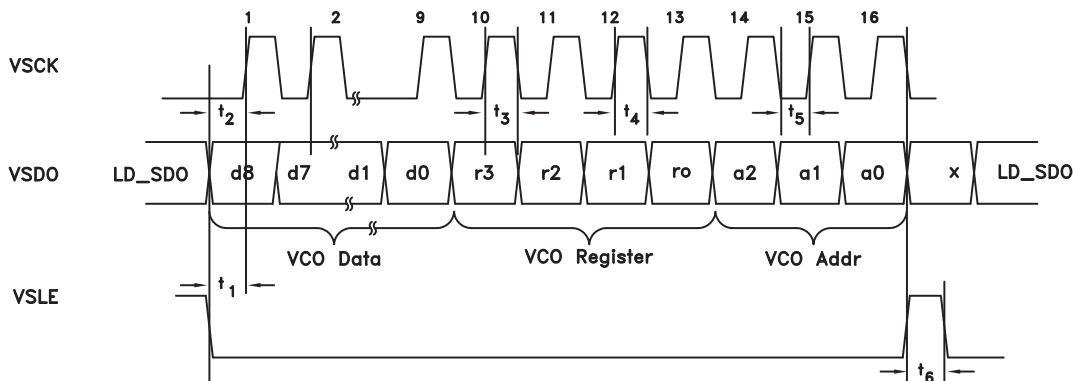 1 2 9 10 11 12 13 14 15 16
VSCK
t2 t3 t4 t5
VSDO LD_SDO d8 d7 d1 d0 r3 r2 r1 ro a2 a1 a0 x LD_SDO
VCO Data VCO Register VCO Addr
t1
VSLE
t6